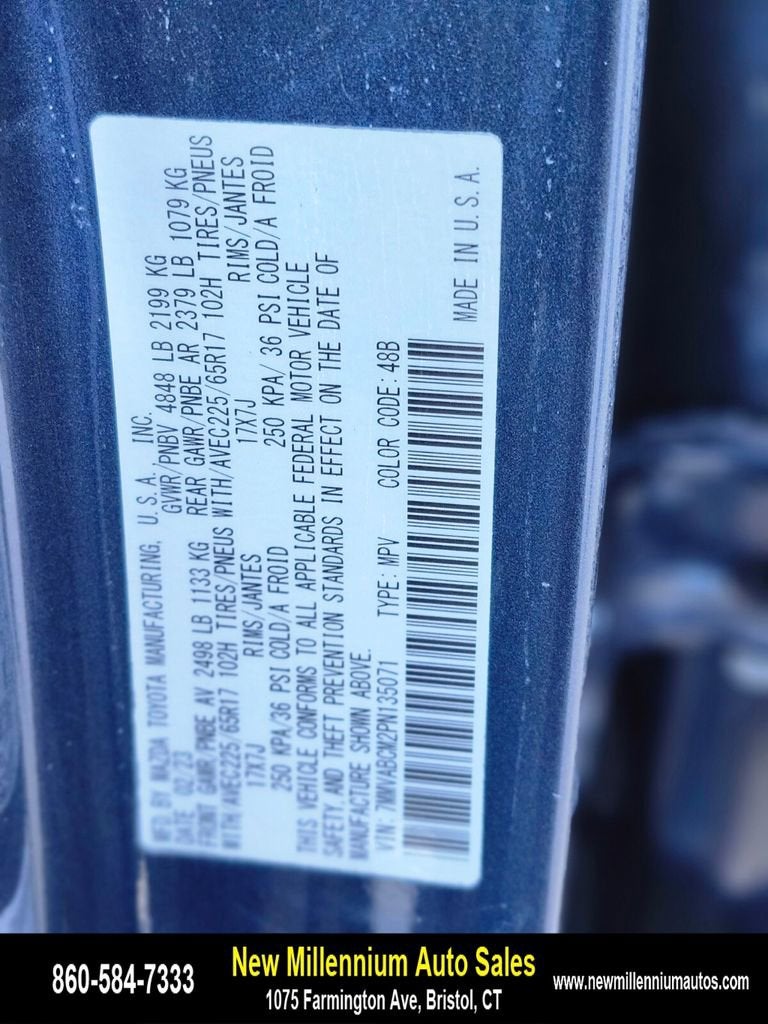 MFD. BY MAZDA TOYOTA MANUFACTURING, U.S.A., INC.
DATE: 02/23 GVWR/PNBV 4848 LB 2199 KG
FRONT GAWR/PNBE AV 2498 LB 1133 KG REAR GAWR/PNBE AR 2379 LB 1079 KG
WITH/AVEC225/65R17 102H TIRES/PNEUS WITH/AVEC225/65R17 102H TIRES/PNEUS
17X7J RIMS/JANTES 17X7J RIMS/JANTES
250 KPA/36 PSI COLD/A FROID 250 KPA/ 36 PSI COLD/A FROID
THIS VEHICLE CONFORMS TO ALL APPLICABLE FEDERAL MOTOR VEHICLE
SAFETY, AND THEFT PREVENTION STANDARDS IN EFFECT ON THE DATE OF
MANUFACTURE SHOWN ABOVE.
VIN: 7MMVABCM2PN135071 TYPE: MPV COLOR CODE: 48B
MADE IN U.S.A.
860-584-7333
New Millennium Auto Sales
1075 Farmington Ave, Bristol, CT
www.newmillenniumautos.com